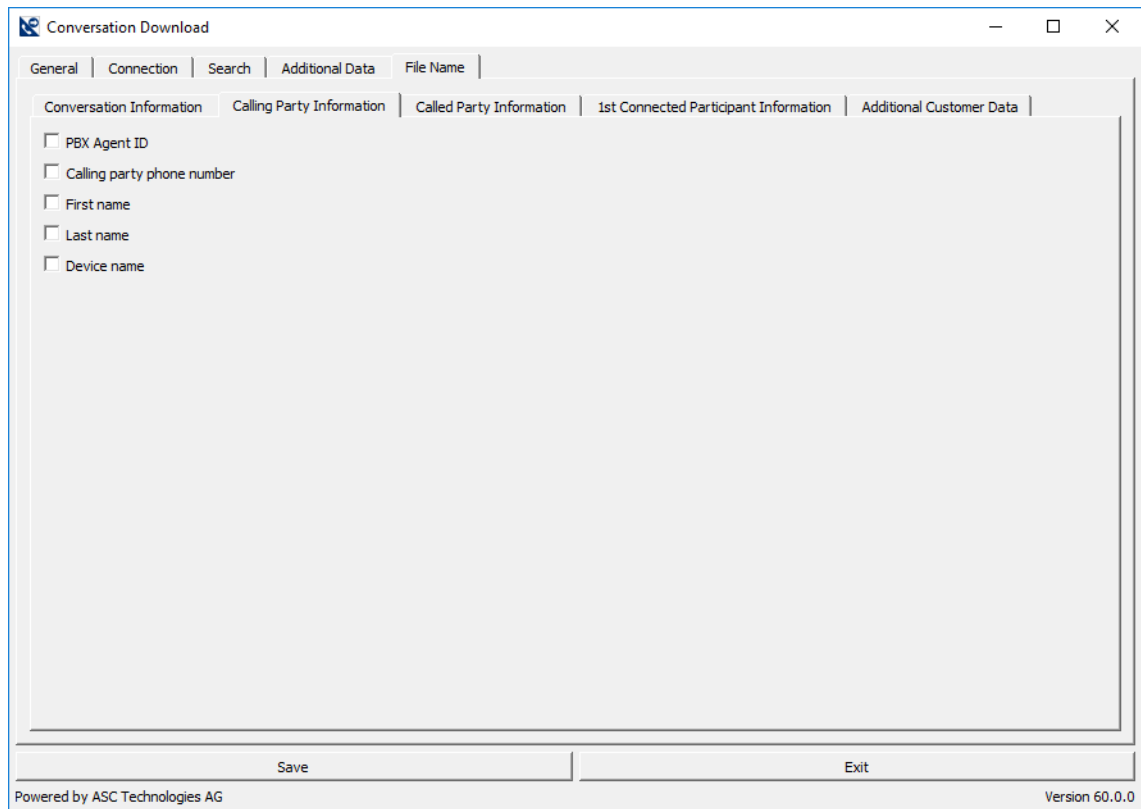 Conversation Download
General Connection Search Additional Data File Name
Conversation Information Calling Party Information Called Party Information 1st Connected Participant Information Additional Customer Data
PBX Agent ID
Calling party phone number
First name
Last name
Device name
Save Exit
Powered by ASC Technologies AG Version 60.0.0